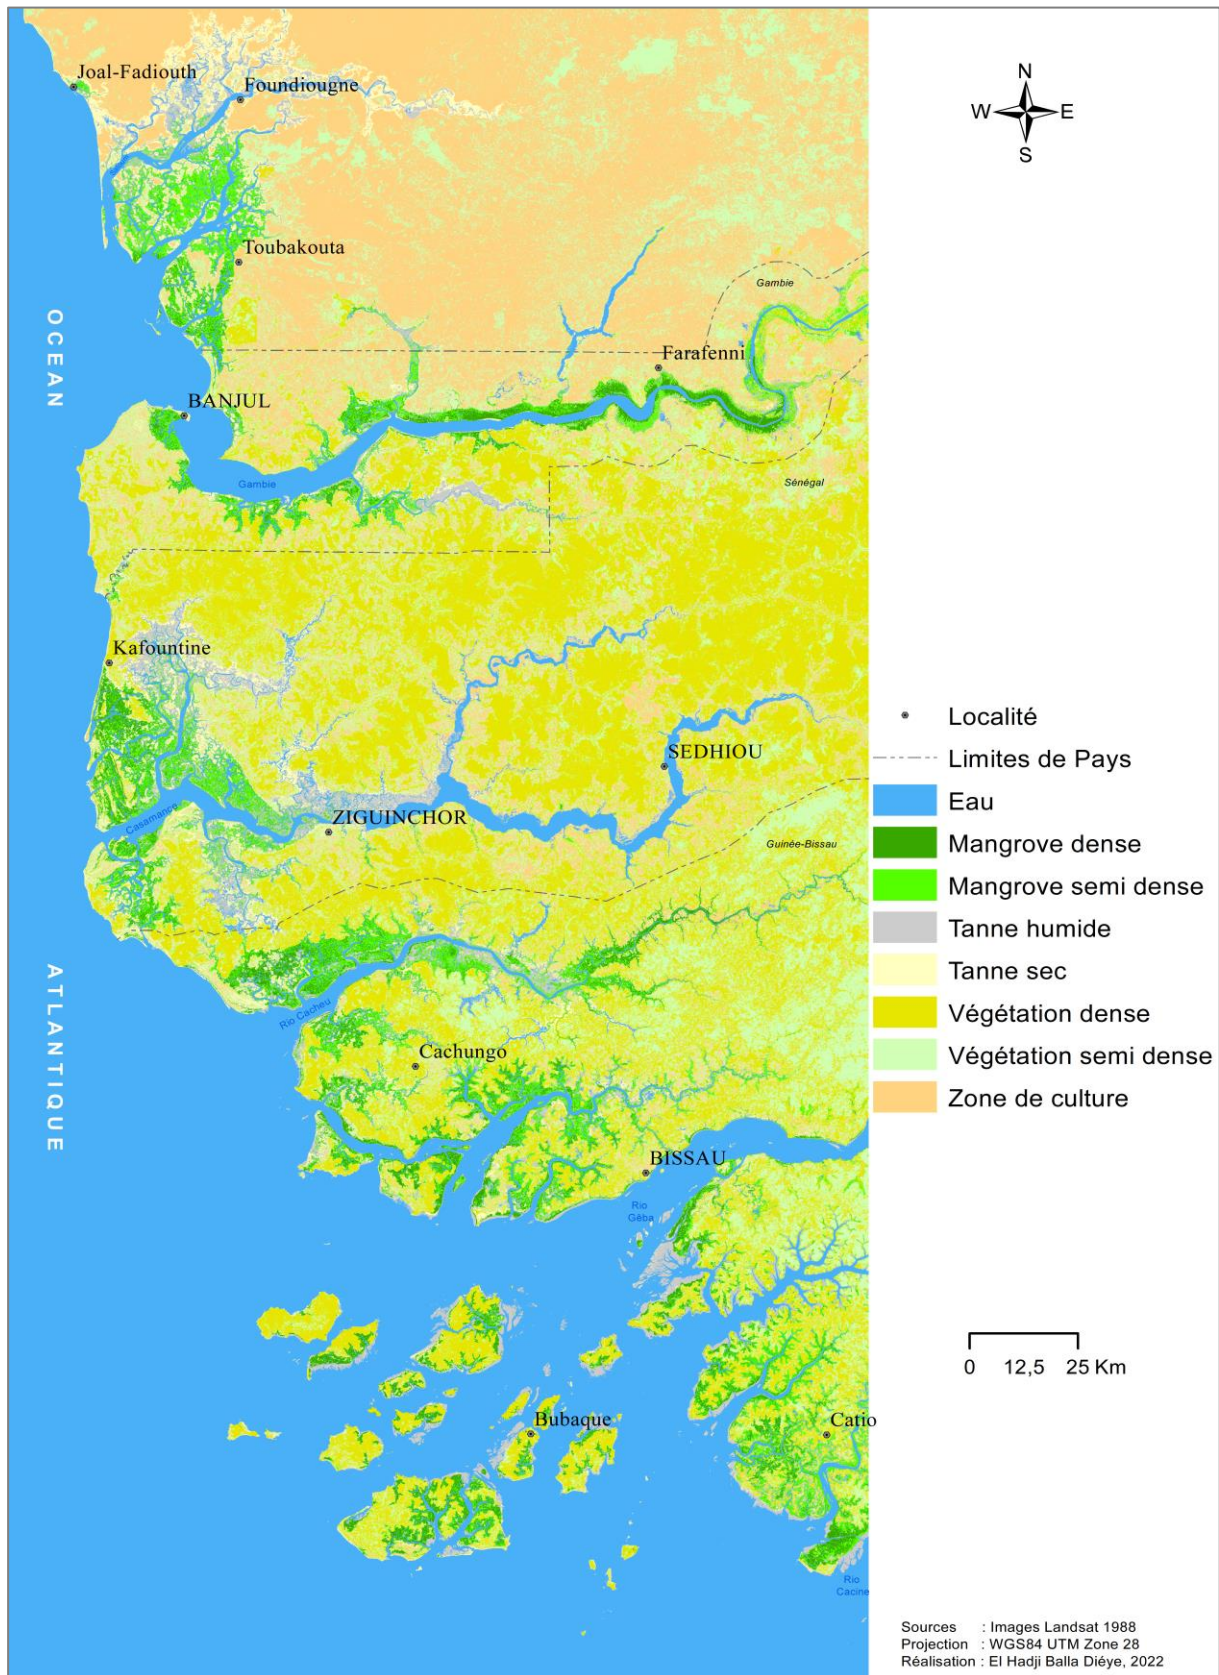 Joal-Fadiouth
Foundiougne
N
W
E
S
Toubakouta
Gambie
OCEAN
Farafenni
BANJUL
Gambie
Sénégal
Kafountine
Localité
SEDHIOU
Limites de Pays
Eau
Casamance
ZIGUINCHOR
Guinée-Bissau
Mangrove dense
Mangrove semi dense
Tanne humide
Tanne sec
ATLANTIQUE
Rio Cacheu
Végétation dense
Cachungo
Végétation semi dense
Zone de culture
BISSAU
Rio
Gêba
0 12,5 25 Km
Bubaque
Catio
Rio
Cacine
Sources : Images Landsat 1988
Projection : WGS84 UTM Zone 28
Réalisation : El Hadji Balla Diéye, 2022